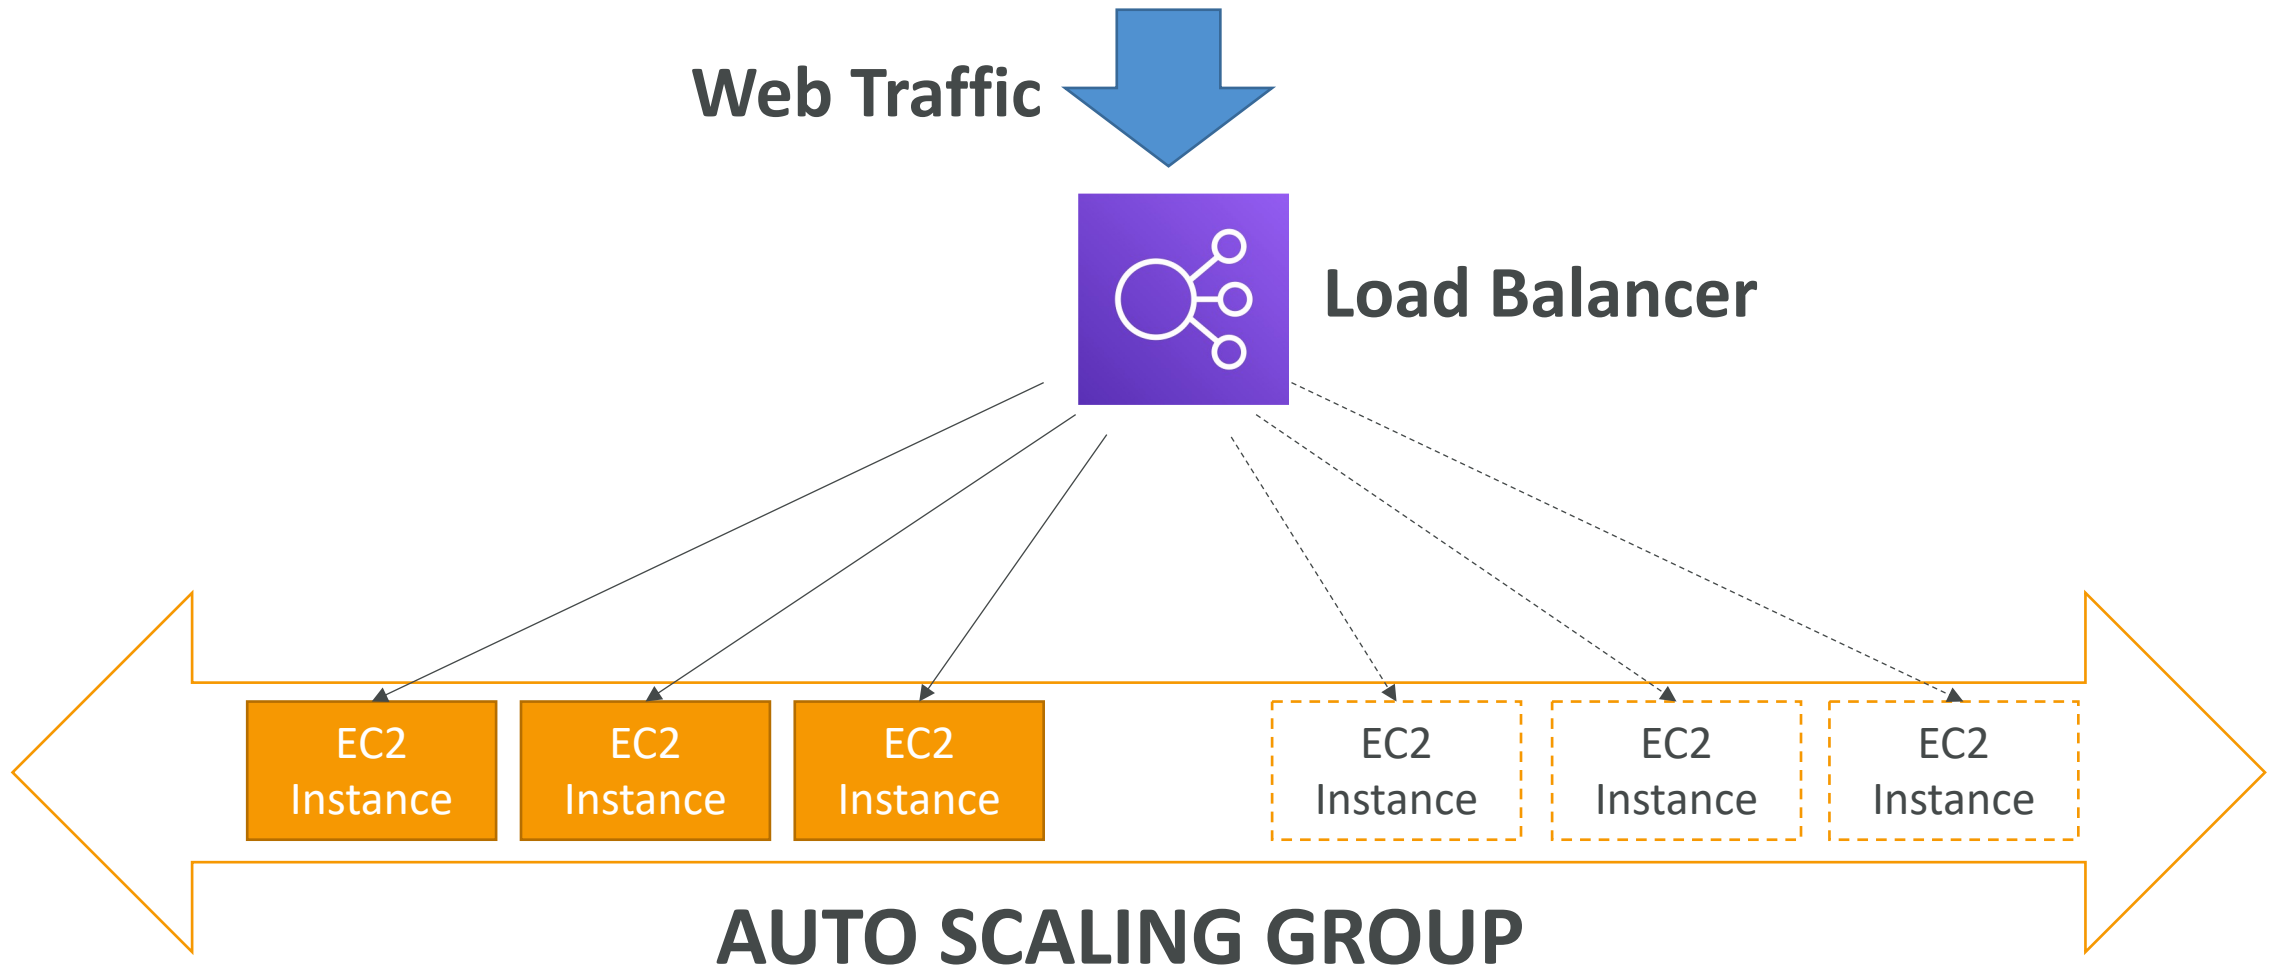 Web Traffic
Load Balancer
EC2
Instance
EC2
Instance
EC2
Instance
EC2
Instance
EC2
Instance
EC2
Instance
AUTO SCALING GROUP